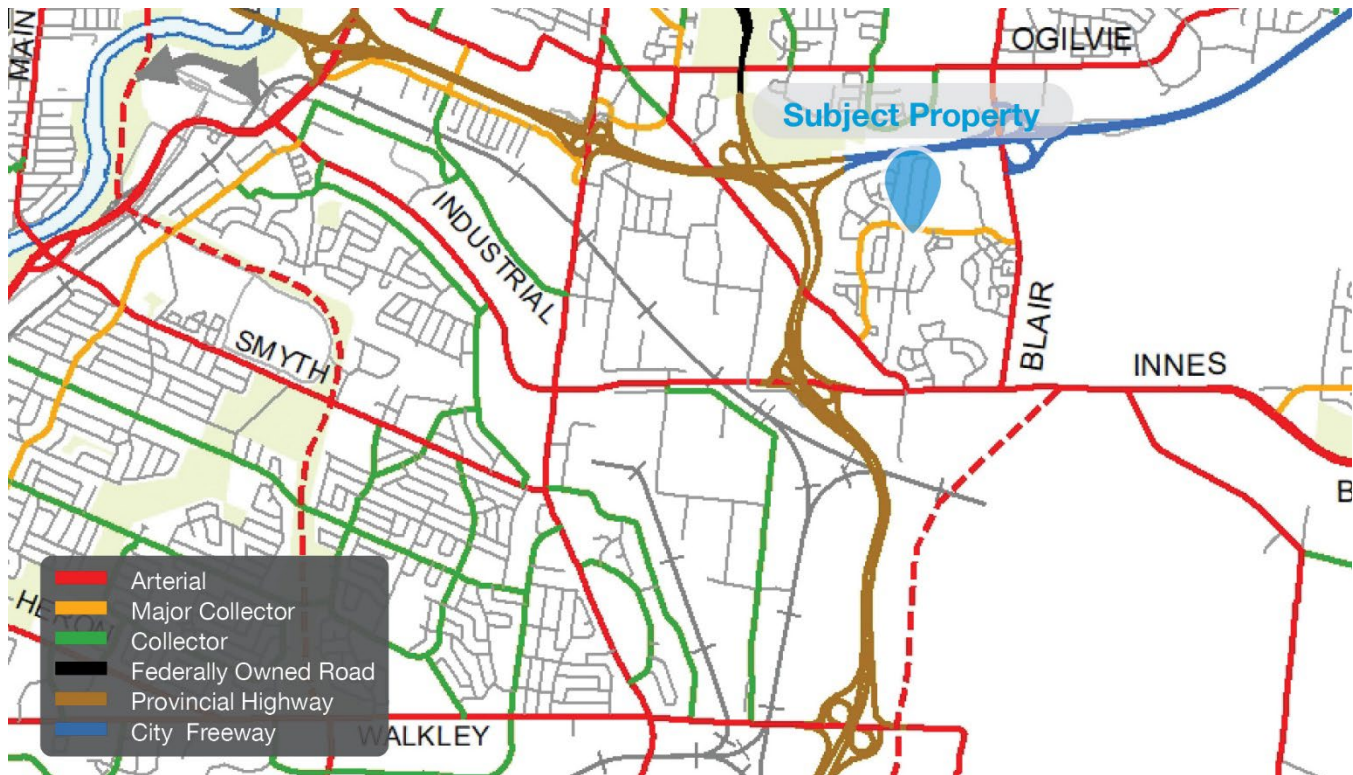 MAIN
OGILVIE
Subject Property
INDUSTRIAL
BLAIR
SMYTH
INNES
B
Arterial
Major Collector
HERON
Collector
Federally Owned Road
Provincial Highway
City Freeway
WALKLEY